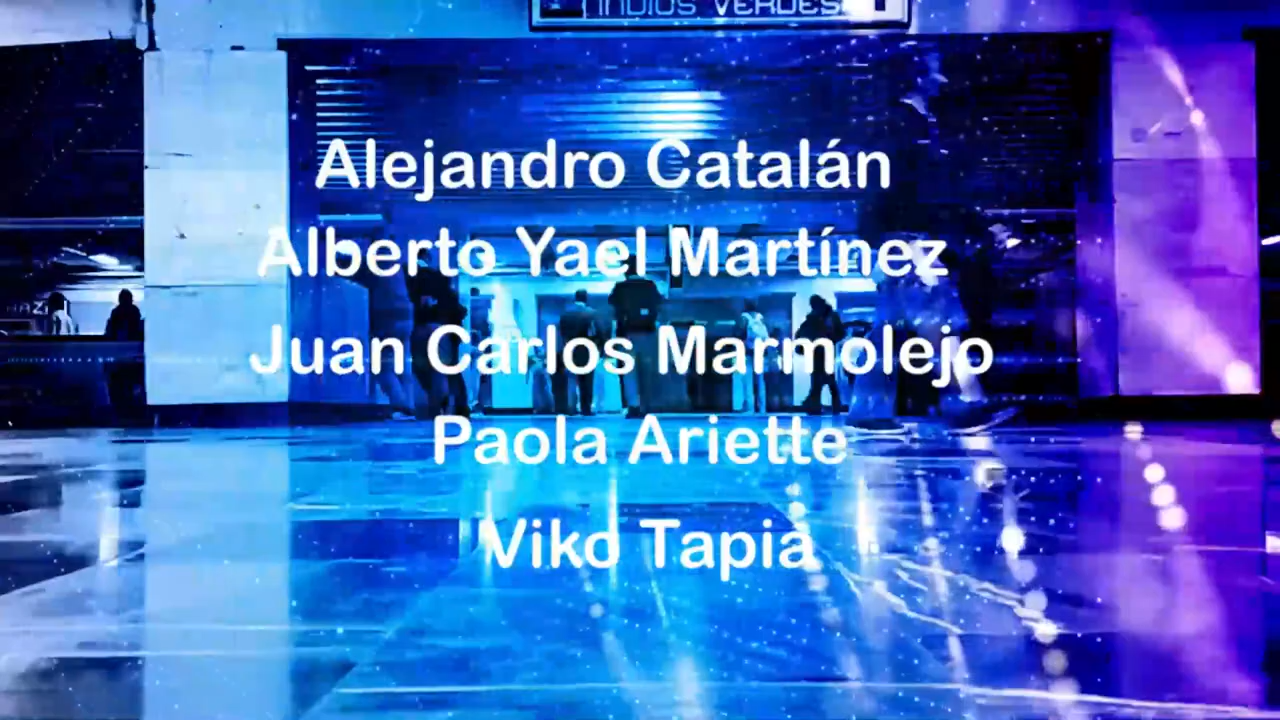 INDIOS VERDES
Alejandro Catalán
Alberto Yael Martínez
Juan Carlos Marmolejo
Paola Ariette
Viko Tapia